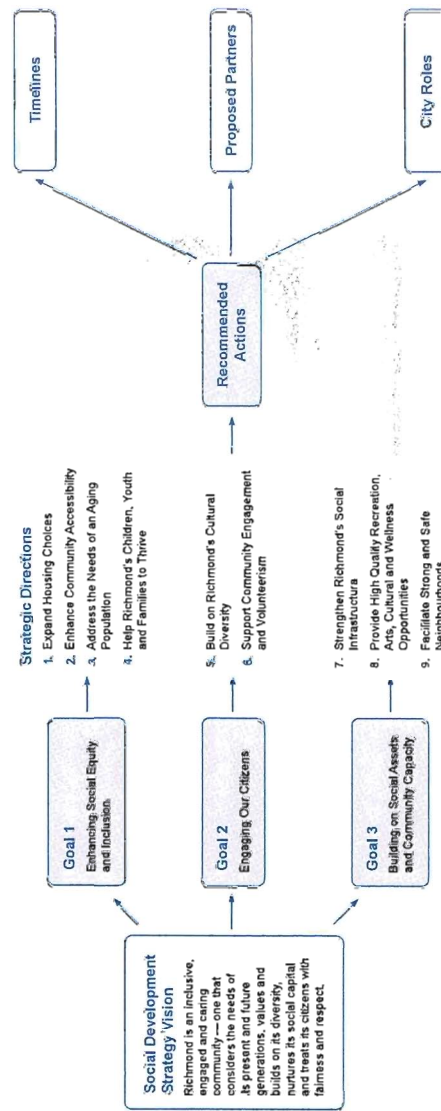 Social Development
Strategy Vision
Richmond is an inclusive,
engaged and caring
community — one that
considers the needs of
its present and future
generations, values and
builds on its diversity,
nurtures its social capital
and treats its citizens with
fairness and respect.
Goal 1
Enhancing Social Equity
and Inclusion
Goal 2
Engaging Our Citizens
Goal 3
Building on Social Assets
and Community Capacity
Strategic Directions
1. Expand Housing Choices
2. Enhance Community Accessibility
3. Address the Needs of an Aging
Population
4. Help Richmond's Children, Youth
and Families to Thrive
5. Build on Richmond's Cultural
Diversity
6. Support Community Engagement
and Volunteerism
7. Strengthen Richmond's Social
Infrastructura
8. Provide High Quality Recreation,
Arts, Cultural and Wellness
Opportunities
9. Facilitate Strong and Safe
Neighbourhoods
Recommended
Actions
Timelines
Proposed Partners
City Roles